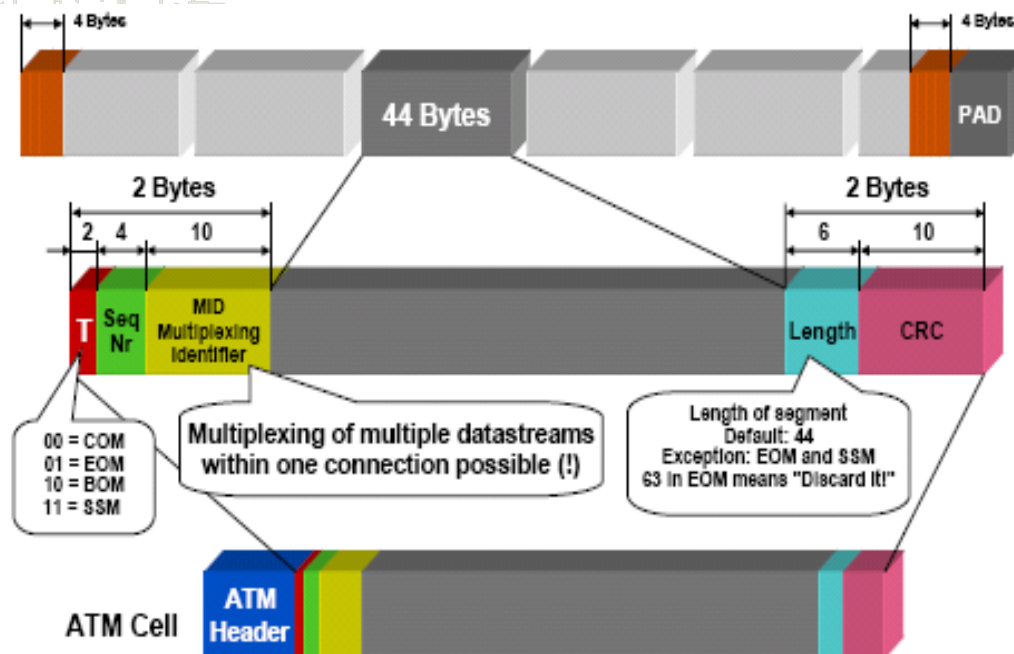 4 Bytes
4 Bytes
44 Bytes
PAD
2 Bytes
2 Bytes
2
4
10
6
10
T
Seq
Nr
MID
Multiplexing
Identifier
Length
CRC
00 = COM
01 = EOM
10 = BOM
11 = SSM
Multiplexing of multiple datastreams
within one connection possible (!)
Length of segment
Default: 44
Exception: EOM and SSM
63 in EOM means "Discard it!"
ATM Cell
ATM
Header